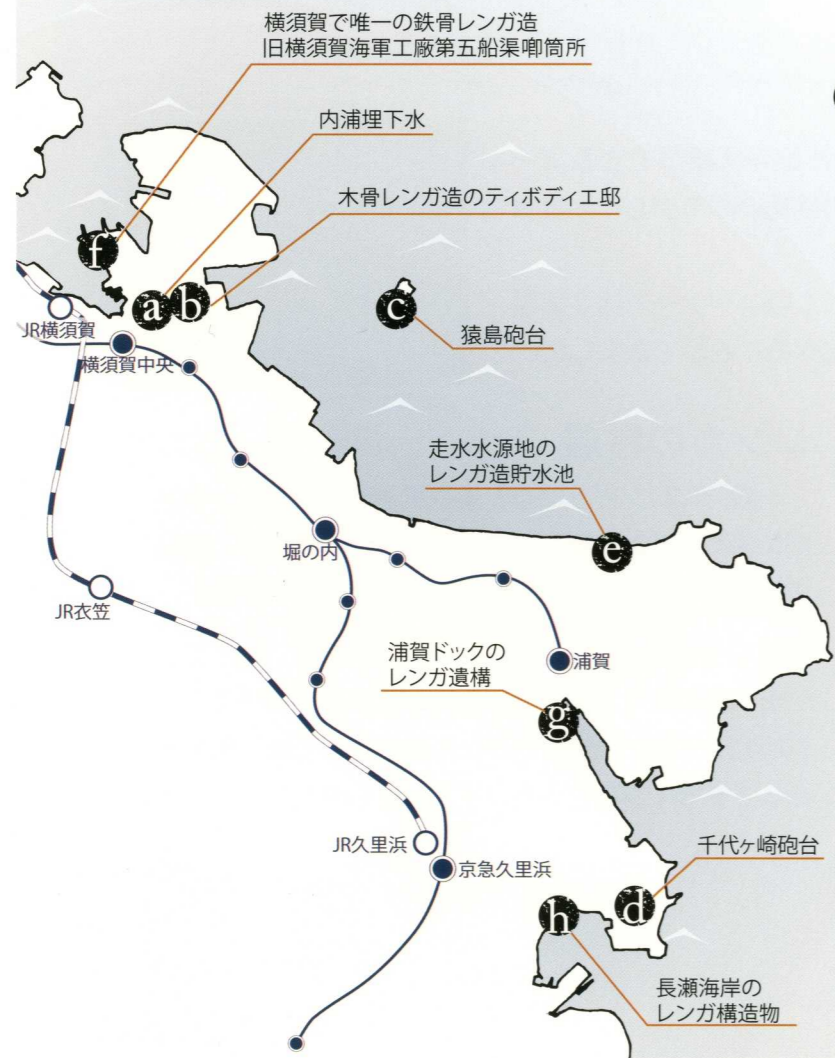 横須賀で唯一の鉄骨レンガ造
旧横須賀海軍工廠第五船渠喞筒所
内浦埋下水
木骨レンガ造のティボディエ邸
f
a
b
c
JR横須賀
横須賀中央
猿島砲台
走水水源地の
レンガ造貯水池
e
堀の内
JR衣笠
浦賀ドックの
レンガ遺構
浦賀
g
JR久里浜
京急久里浜
千代ヶ崎砲台
h
d
長瀬海岸の
レンガ構造物